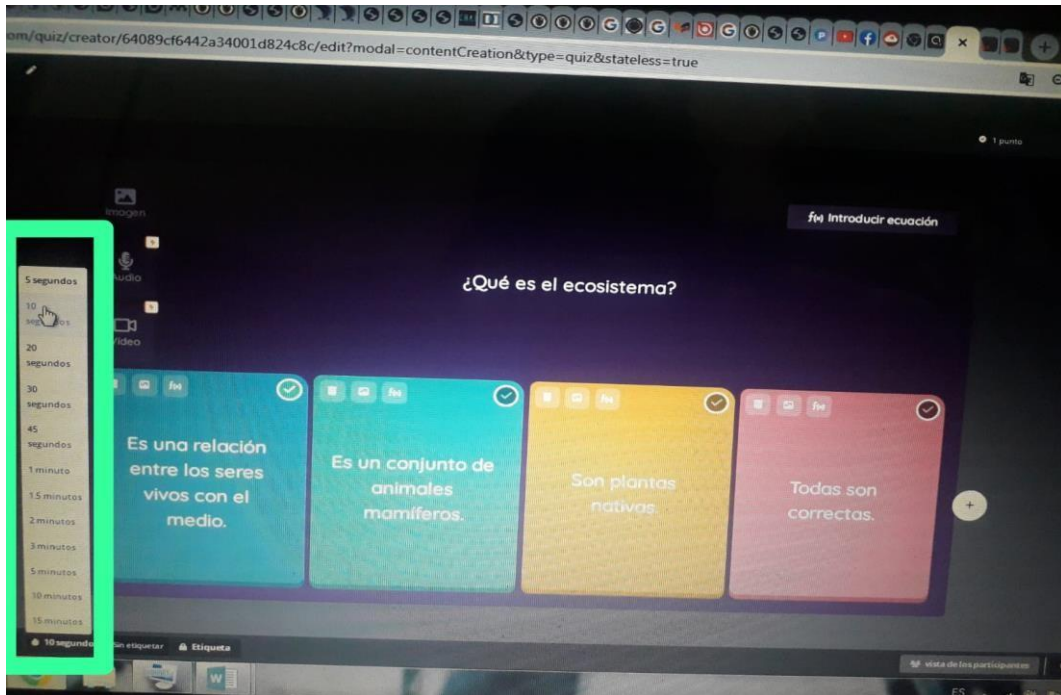 om/quiz/creator/64089cf6442a34001d824c8c/edit?modal=contentCreation&type=quiz&stateless=true
1 punto
Imagen
Audio
Video
f(x) Introducir ecuación
¿Qué es el ecosistema?
5 segundos
10
segundos
20
segundos
30
segundos
45
segundos
1 minuto
1.5 minutos
2 minutos
3 minutos
5 minutos
10 minutos
15 minutos
f(x)
f(x)
f(x)
f(x)
Es una relación
entre los seres
vivos con el
medio.
Es un conjunto de
animales
mamíferos.
Son plantas
nativas.
Todas son
correctas.
10 segundo
Sin etiquetar
Etiqueta
vista de los participantes
W
ES